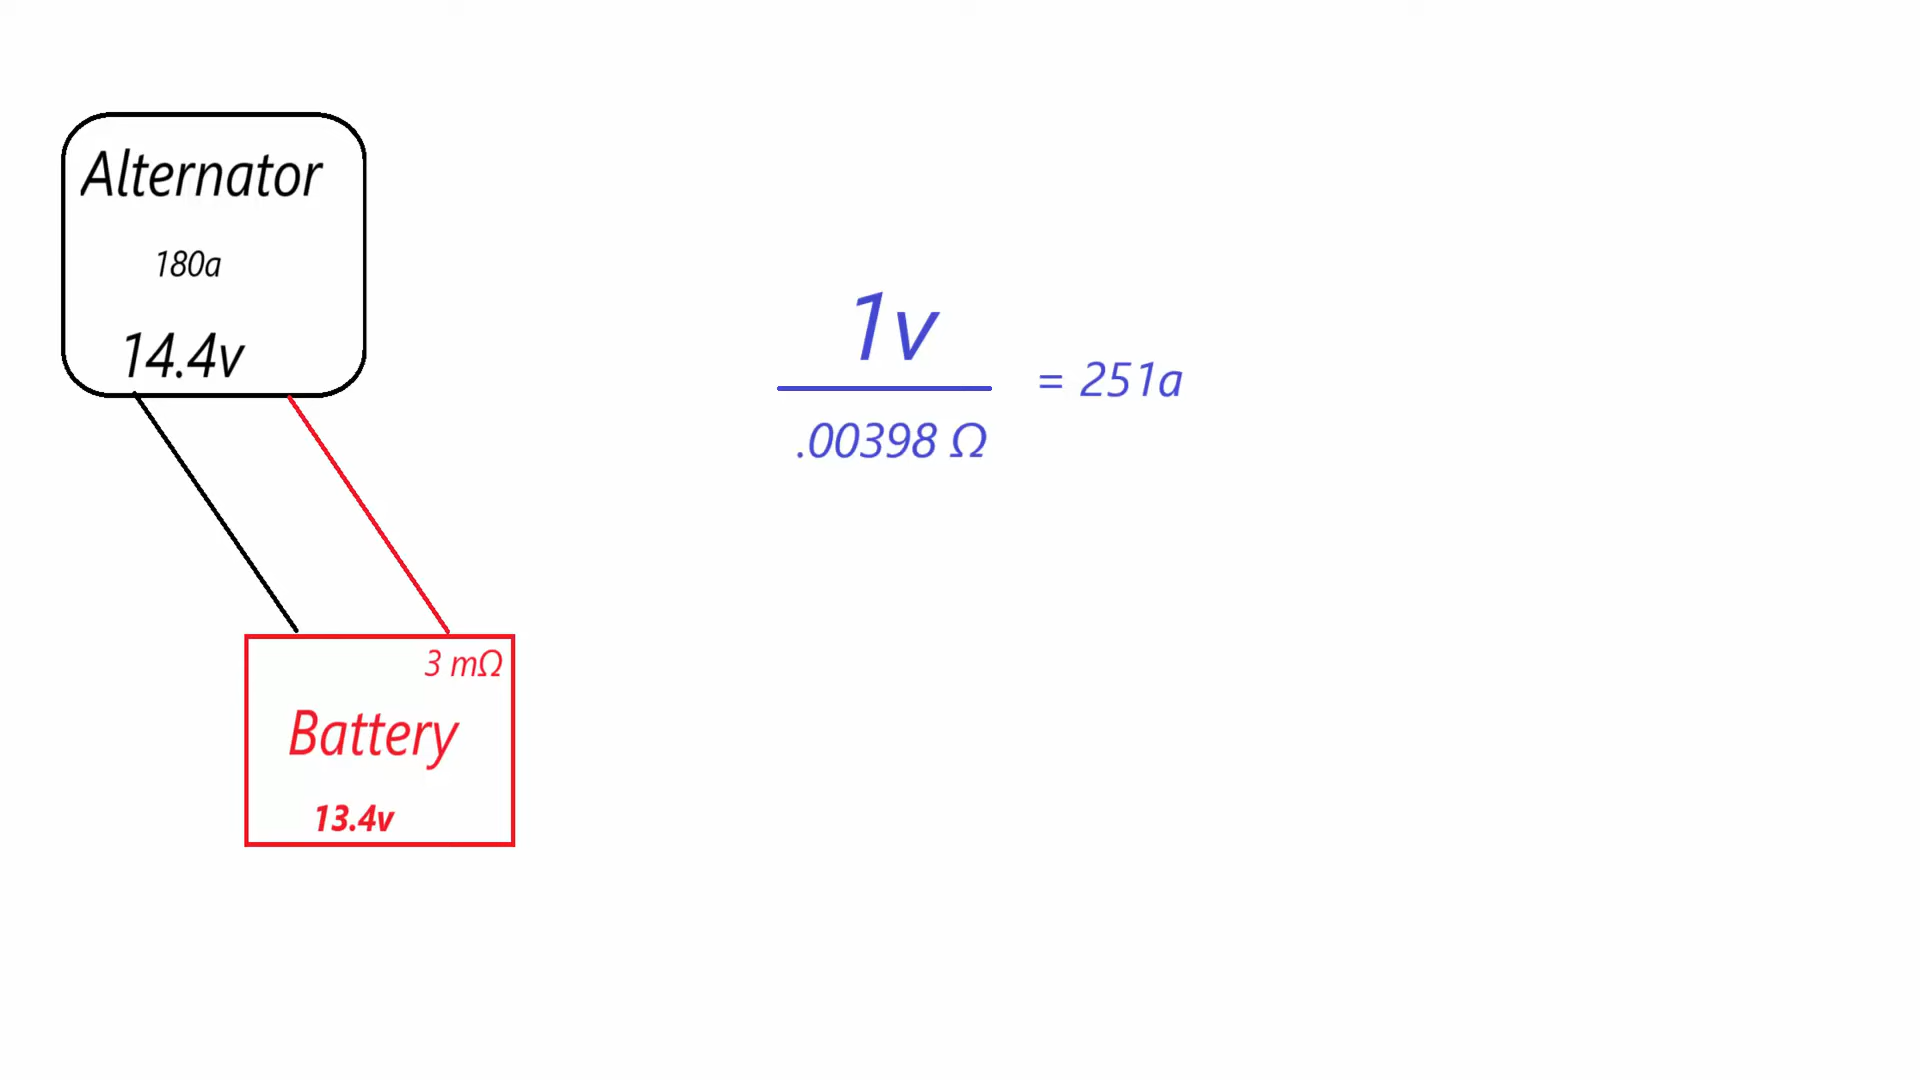 Alternator
180a
14.4v
1v
.00398 Ω
= 251a
3 mΩ
Battery
13.4v